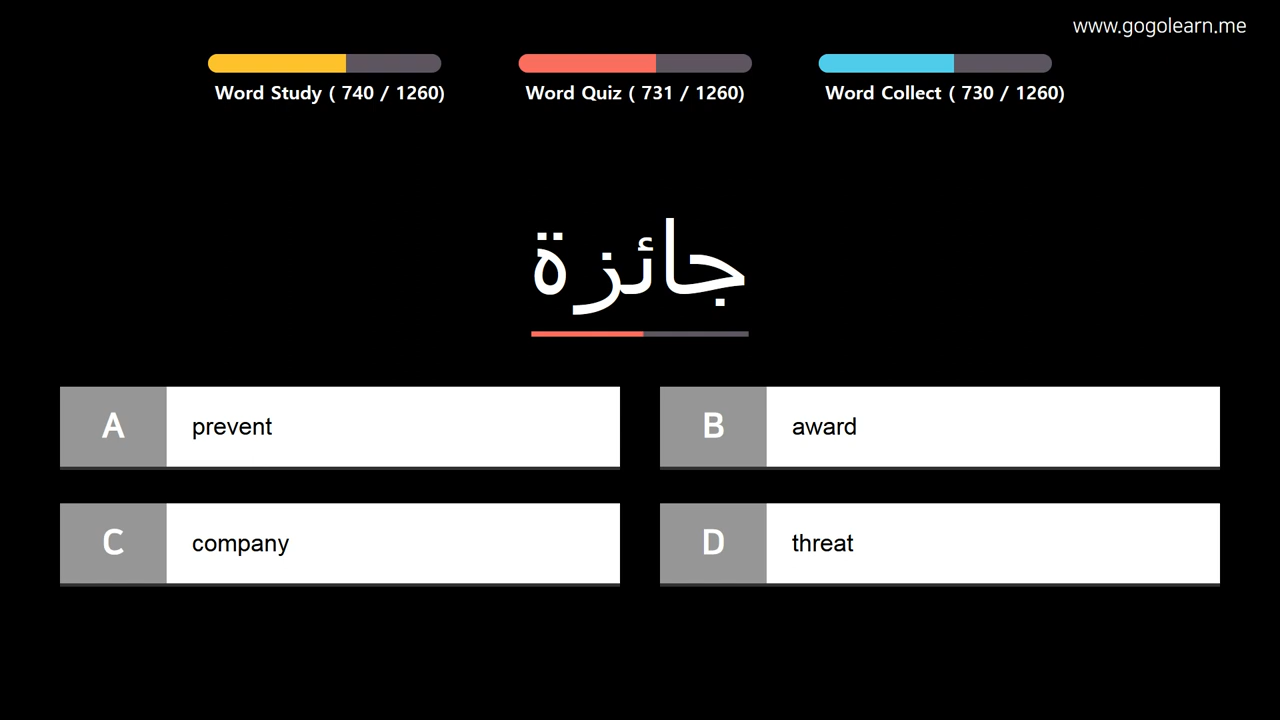 www.gogolearn.me
Word Study ( 740 / 1260)
Word Quiz ( 731 / 1260)
Word Collect ( 730 / 1260)
جائزة
A prevent
B award
C company
D threat